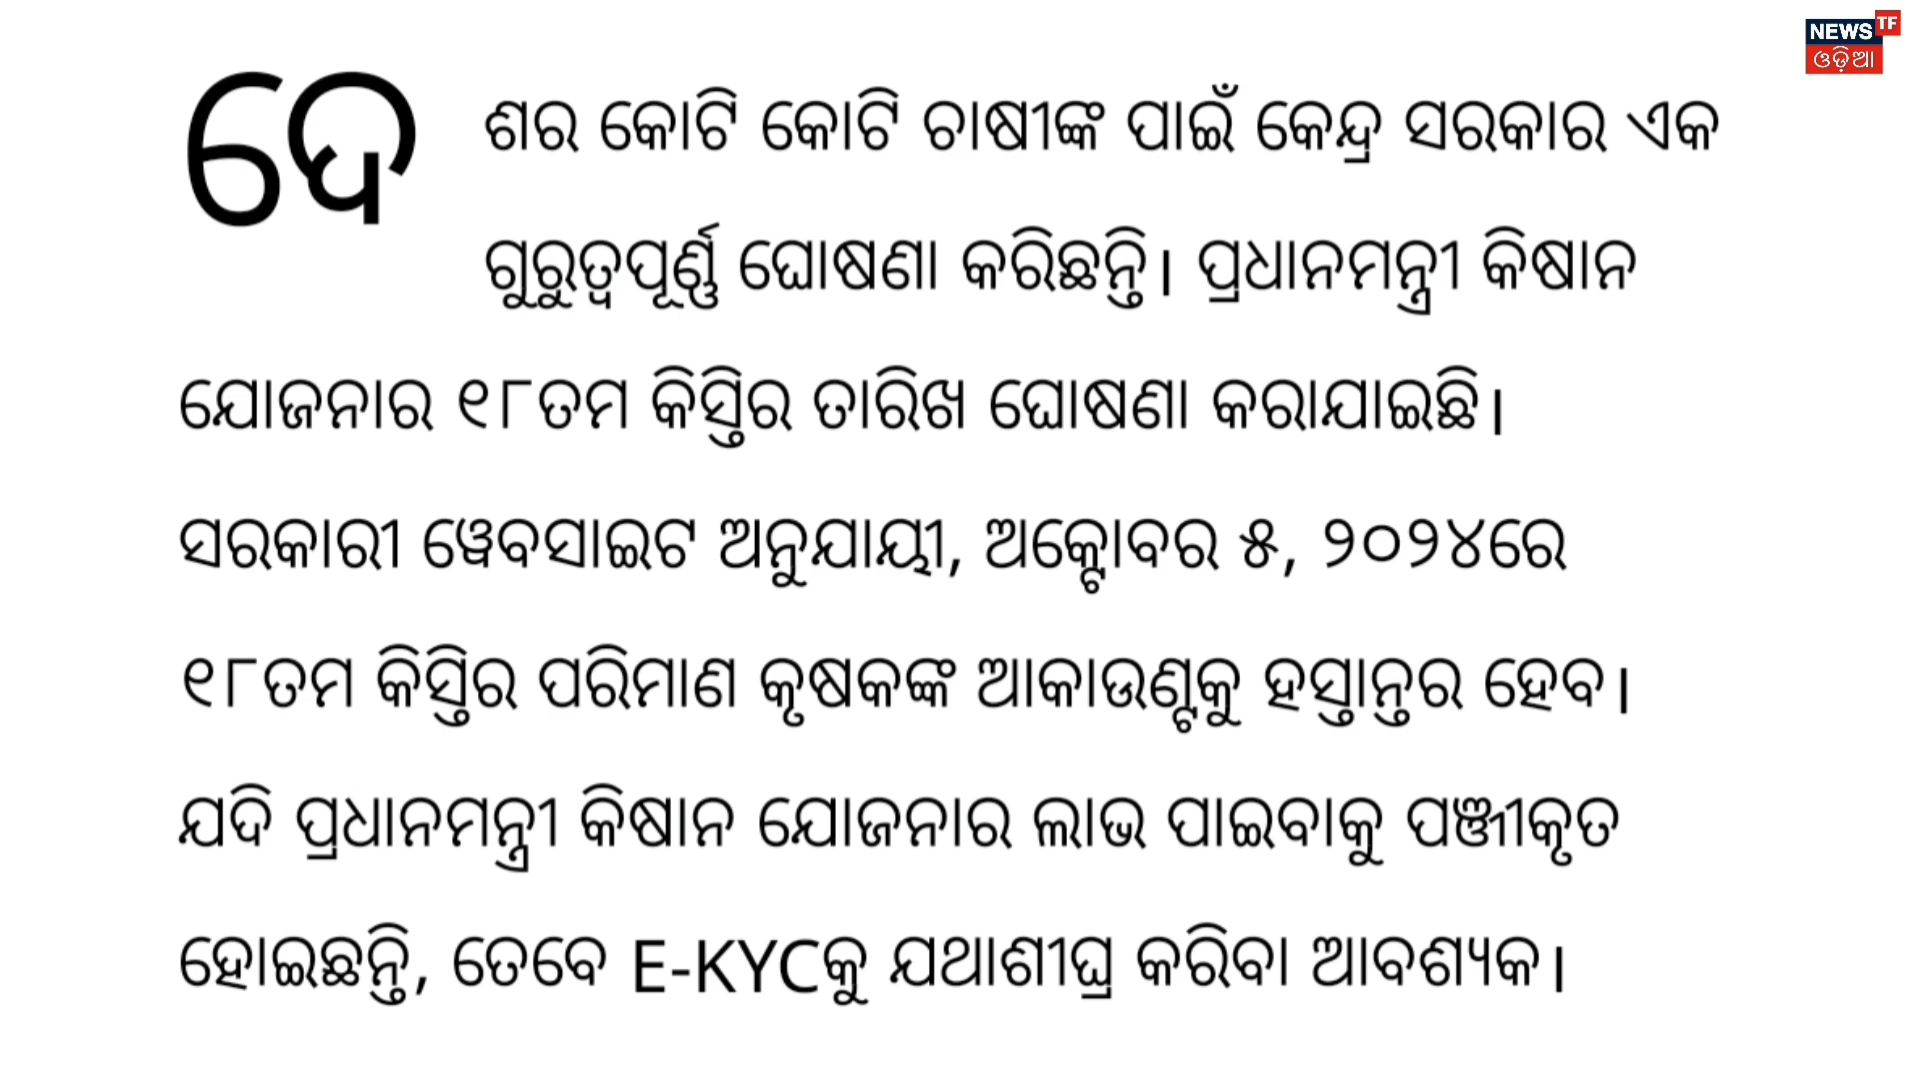 NEWS TF
ଓଡ଼ିଆ
ଦେଶର କୋଟି କୋଟି ଚାଷୀଙ୍କ ପାଇଁ କେନ୍ଦ୍ର ସରକାର ଏକ
ଗୁରୁତ୍ୱପୂର୍ଣ୍ଣ ଘୋଷଣା କରିଛନ୍ତି। ପ୍ରଧାନମନ୍ତ୍ରୀ କିଷାନ
ଯୋଜନାର ୧୮ତମ କିସ୍ତିର ତାରିଖ ଘୋଷଣା କରାଯାଇଛି।
ସରକାରୀ ୱେବସାଇଟ ଅନୁଯାୟୀ, ଅକ୍ଟୋବର ୫, ୨୦୨୪ରେ
୧୮ତମ କିସ୍ତିର ପରିମାଣ କୃଷକଙ୍କ ଆକାଉଣ୍ଟକୁ ହସ୍ତାନ୍ତର ହେବ।
ଯଦି ପ୍ରଧାନମନ୍ତ୍ରୀ କିଷାନ ଯୋଜନାର ଲାଭ ପାଇବାକୁ ପଞ୍ଜୀକୃତ
ହୋଇଛନ୍ତି, ତେବେ E-KYCକୁ ଯଥାଶୀଘ୍ର କରିବା ଆବଶ୍ୟକ।